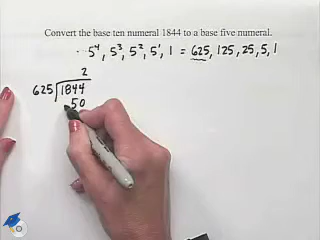 Convert the base ten numeral 1844 to a base five numeral.
5⁴, 5³, 5², 5¹, 1 = 625, 125, 25, 5, 1
2
625 1844
50